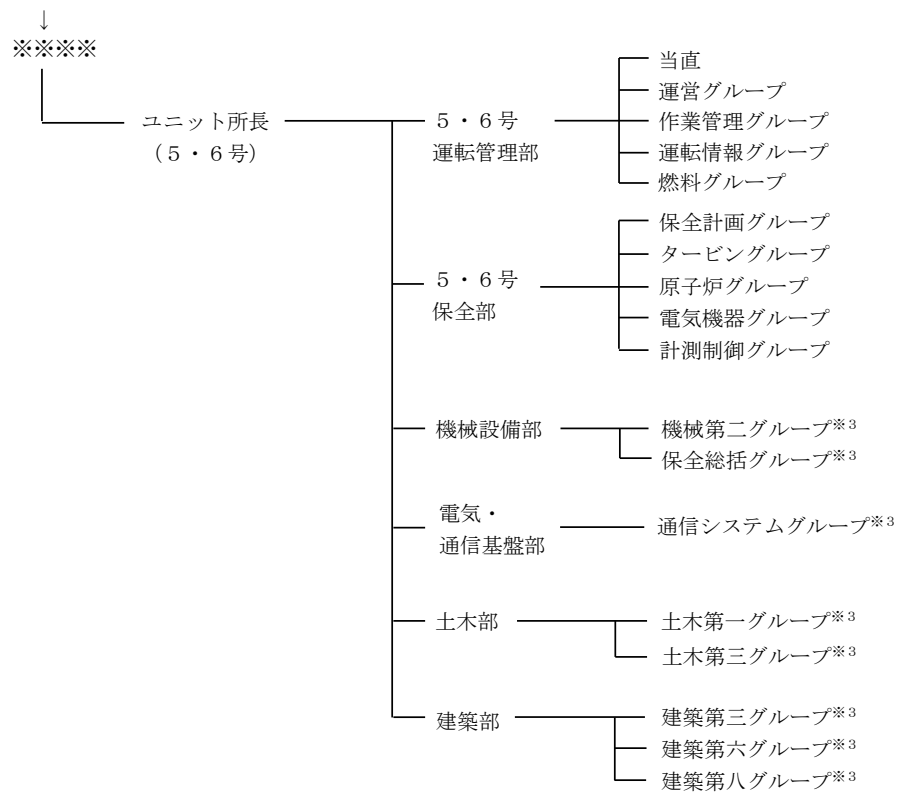 ↓
※※※※
ユニット所長
（５・６号）
５・６号
運転管理部
当直
運営グループ
作業管理グループ
運転情報グループ
燃料グループ
５・６号
保全部
保全計画グループ
タービングループ
原子炉グループ
電気機器グループ
計測制御グループ
機械設備部
機械第二グループ※3
保全総括グループ※3
電気・
通信基盤部
通信システムグループ※3
土木部
土木第一グループ※3
土木第三グループ※3
建築部
建築第三グループ※3
建築第六グループ※3
建築第八グループ※3